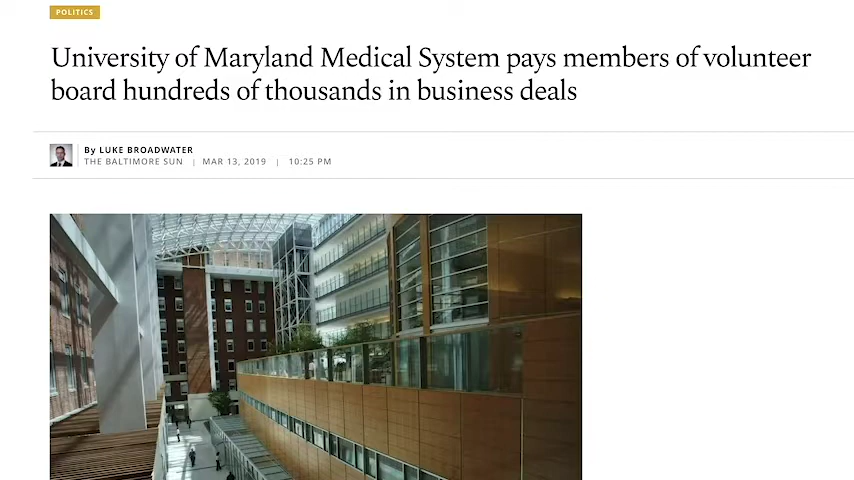 POLITICS
University of Maryland Medical System pays members of volunteer
board hundreds of thousands in business deals
By LUKE BROADWATER
THE BALTIMORE SUN | MAR 13, 2019 | 10:25 PM